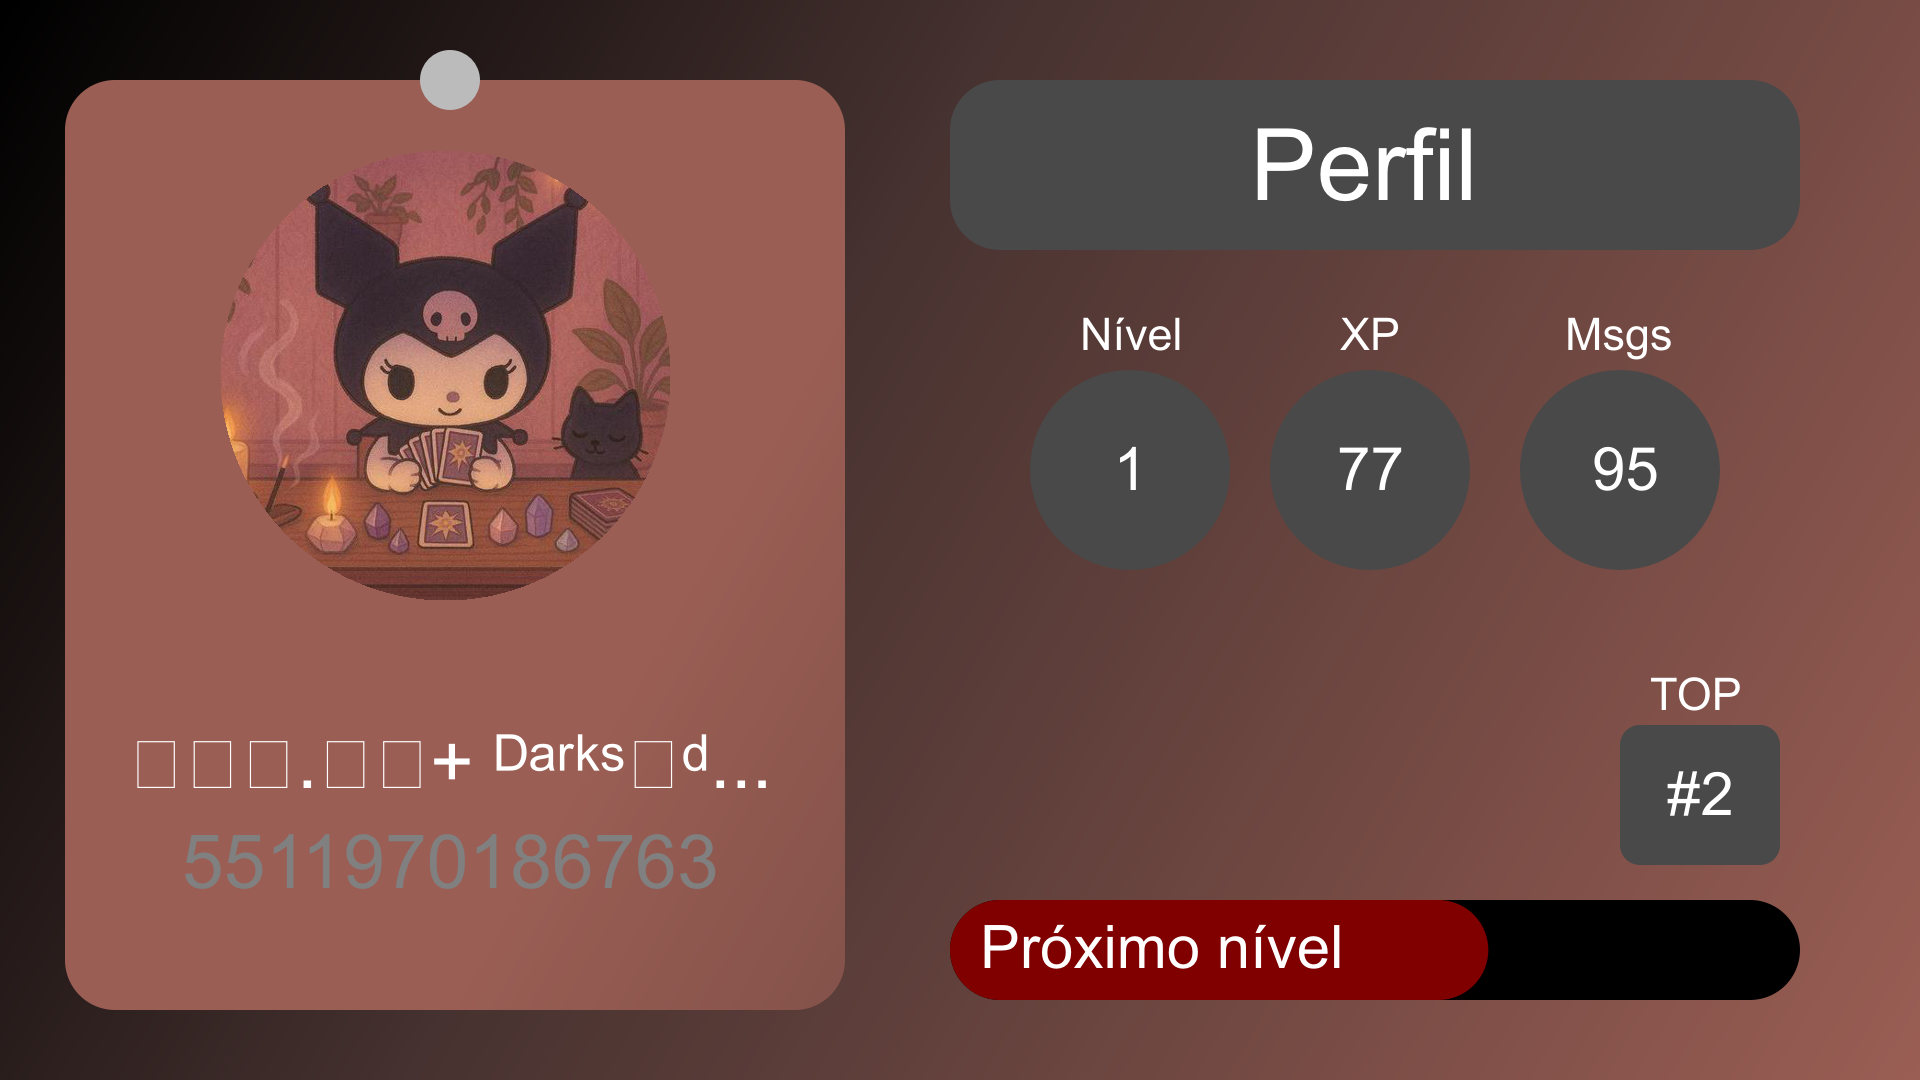 □□□.□□+ ᴰᵃʳᵏˢ□ᵈ...
5511970186763
Perfil
Nível XP Msgs
1 77 95
TOP
#2
Próximo nível